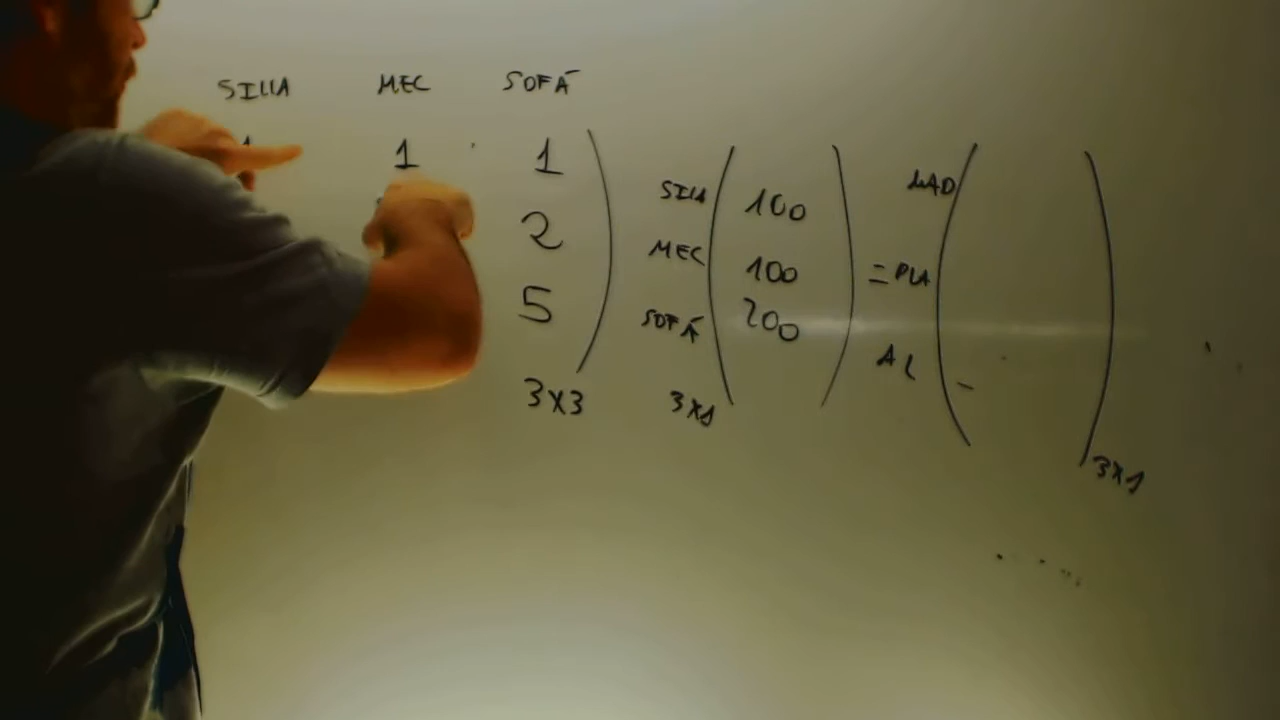 SILLA MEC SOFÁ
1 1 1
2
5
3X3
SILLA
MEC
SOFÁ
3X1
100
100
200
= PLA
MAD
AL
3X1